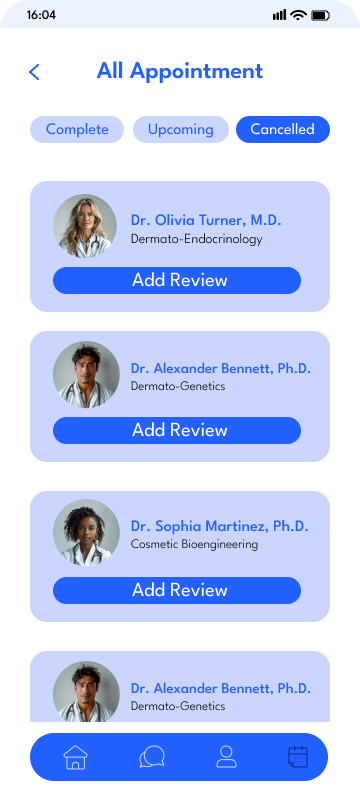 16:04
All Appointment
Complete
Upcoming
Cancelled
Dr. Olivia Turner, M.D.
Dermato-Endocrinology
Add Review
Dr. Alexander Bennett, Ph.D.
Dermato-Genetics
Add Review
Dr. Sophia Martinez, Ph.D.
Cosmetic Bioengineering
Add Review
Dr. Alexander Bennett, Ph.D.
Dermato-Genetics